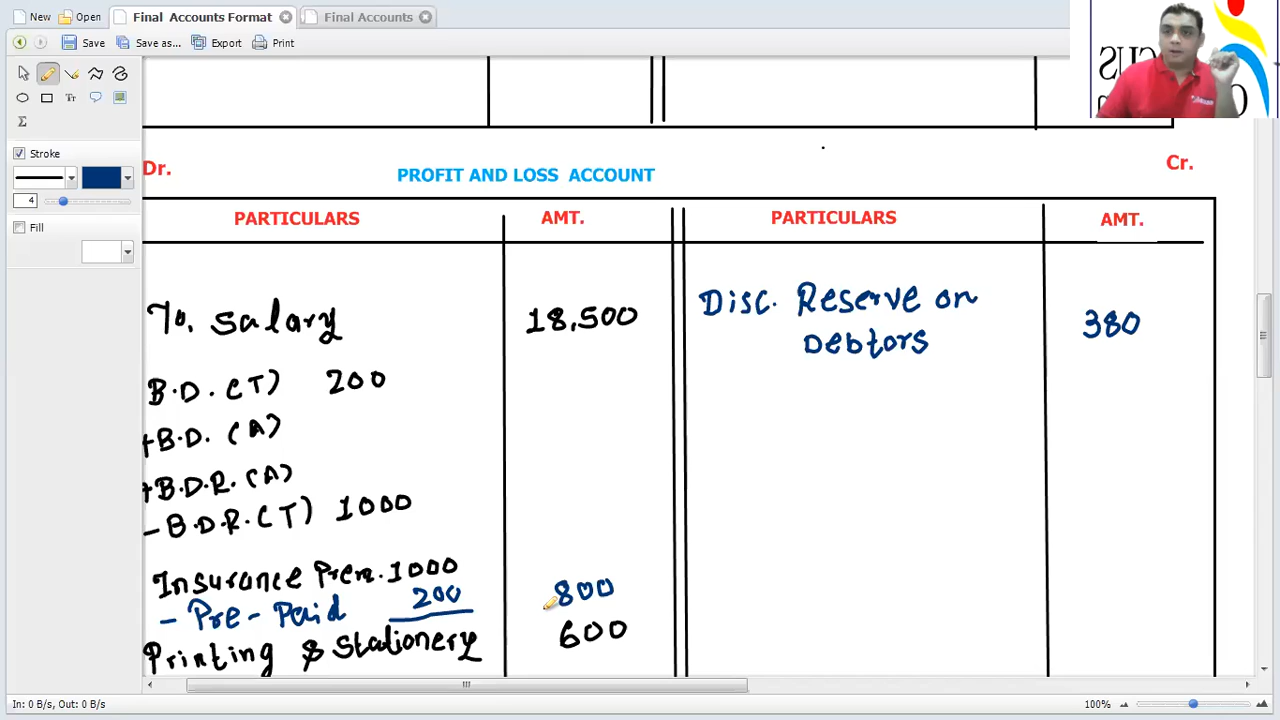 New Open Final Accounts Format Final Accounts
Save Save as... Export Print
Stroke
4
Fill
Dr. PROFIT AND LOSS ACCOUNT Cr.
PARTICULARS AMT. PARTICULARS AMT.
To. Salary 18,500 Disc. Reserve on
Debtors 380
B.D. (T) 200
+B.D. (A)
+B.D.R. (A)
-B.D.R. (T) 1000
Insurance Prem. 1000
- Pre-Paid 200 800
Printing & Stationery 600
In: 0 B/s, Out: 0 B/s 100%